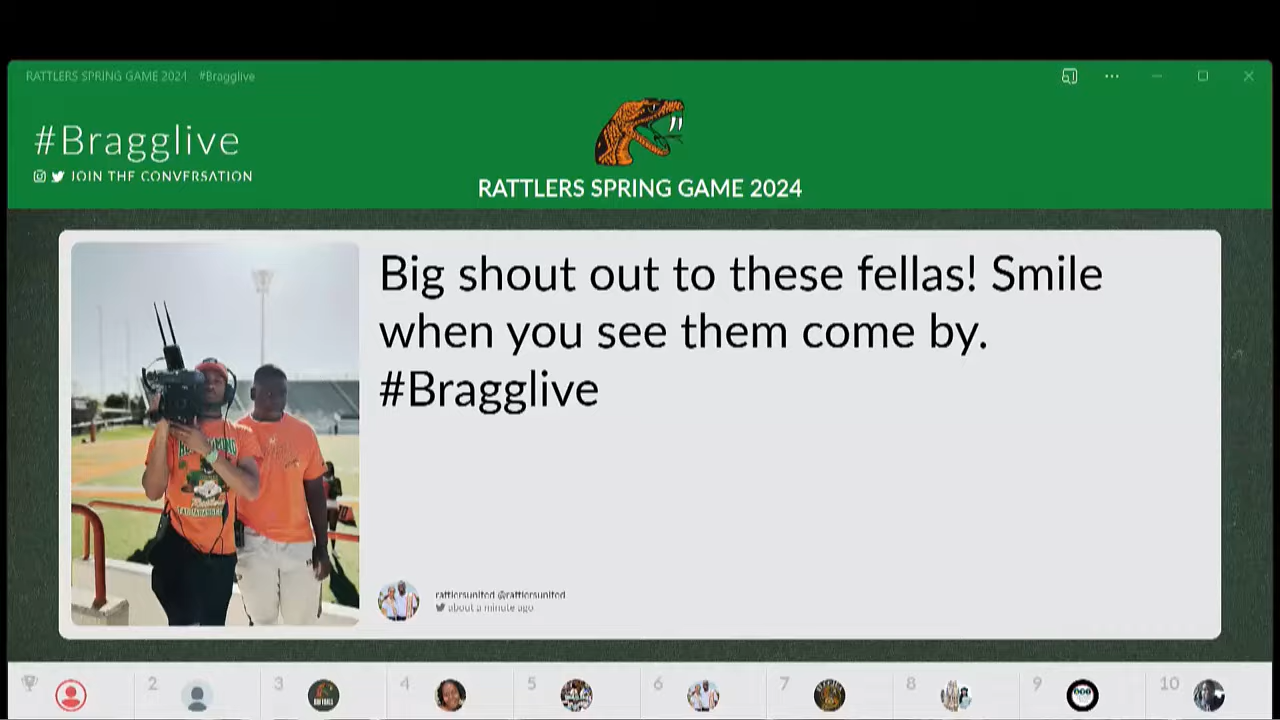 RATTLERS SPRING GAME 2024 #Bragglive
#Bragglive
JOIN THE CONVERSATION
RATTLERS SPRING GAME 2024
Big shout out to these fellas! Smile
when you see them come by.
#Bragglive
rattlersunited @rattlersunited
about a minute ago
2 3 4 5 6 7 8 9 10